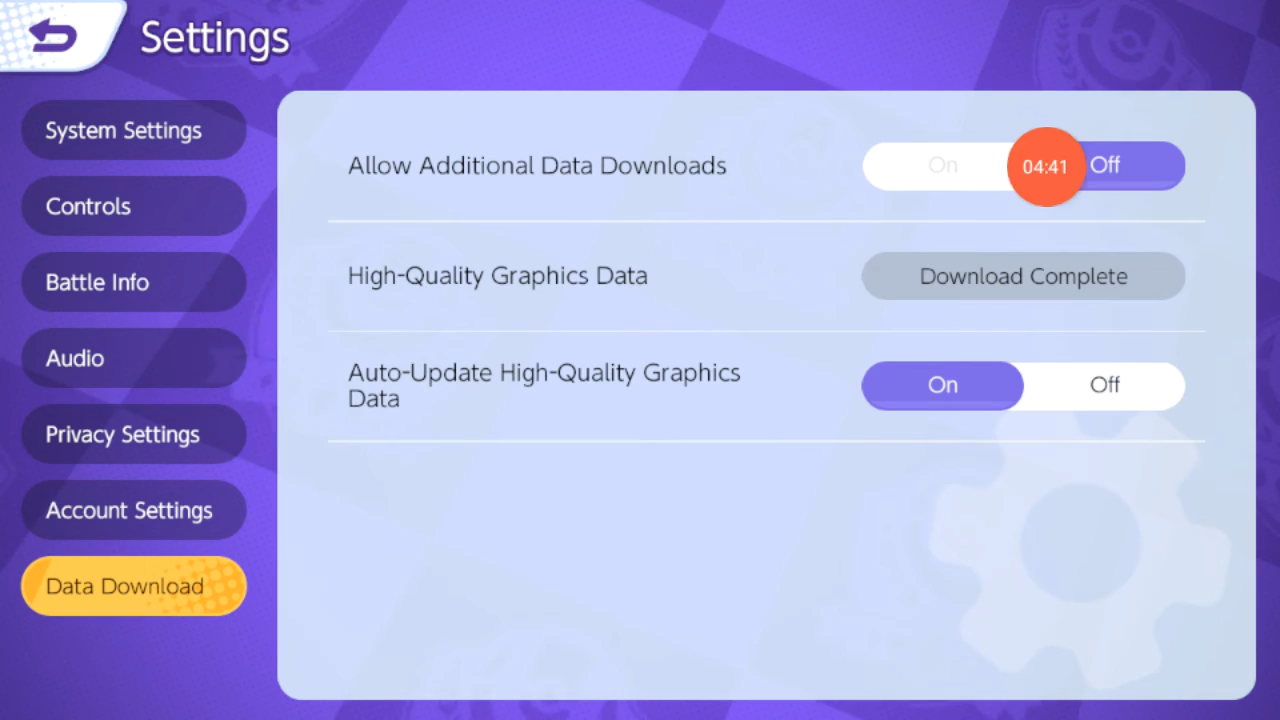 Settings
System Settings
Controls
Battle Info
Audio
Privacy Settings
Account Settings
Data Download
Allow Additional Data Downloads
On
04:41
Off
High-Quality Graphics Data
Download Complete
Auto-Update High-Quality Graphics
Data
On
Off